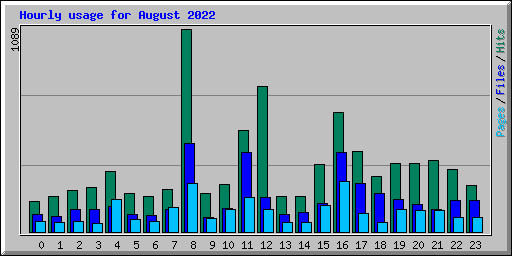 Hourly usage for August 2022
1089
Pages / Files / Hits
0 1 2 3 4 5 6 7 8 9 10 11 12 13 14 15 16 17 18 19 20 21 22 23